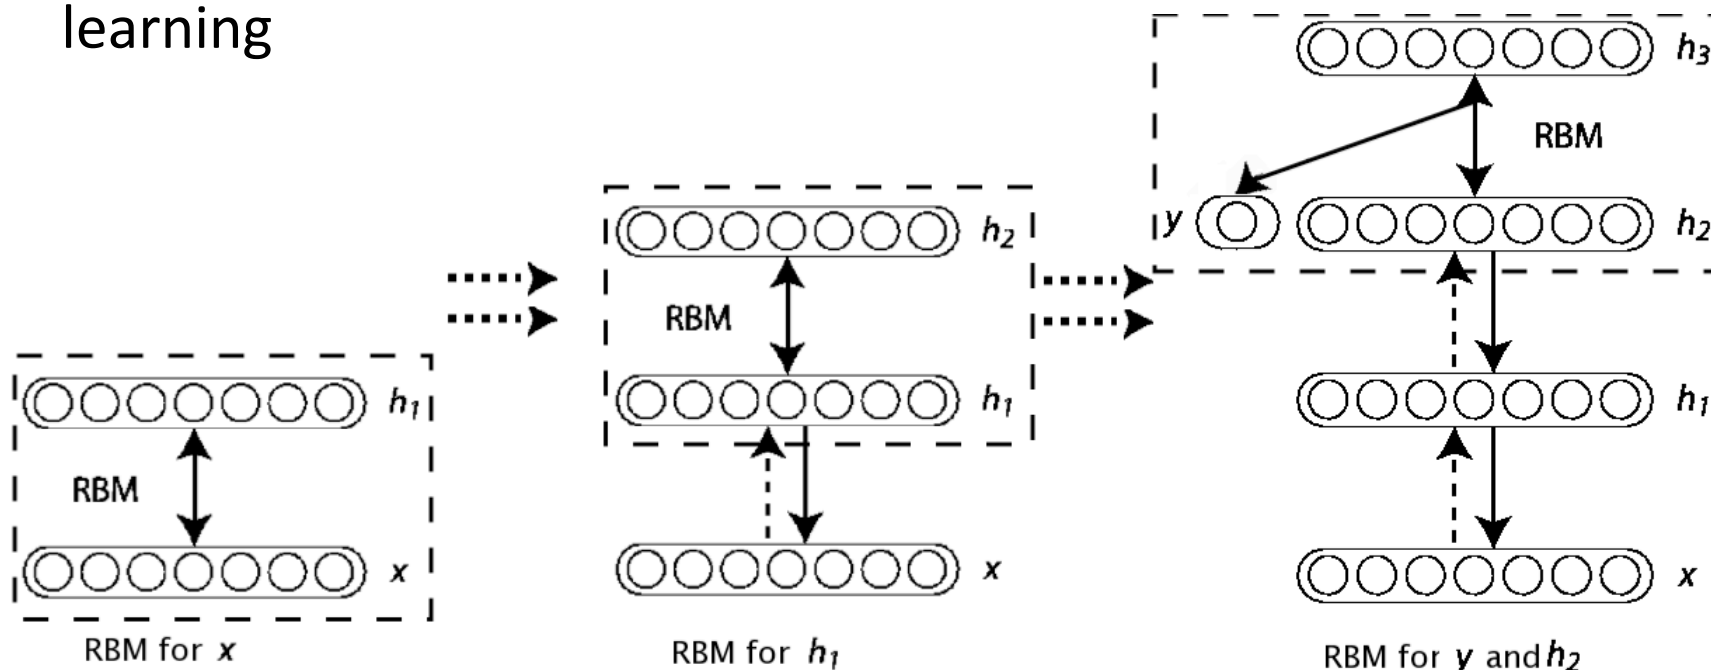 learning
h3
RBM
y
h2
h1
x
RBM for y and h2
h2
RBM
h1
x
RBM for h1
h1
RBM
x
RBM for x